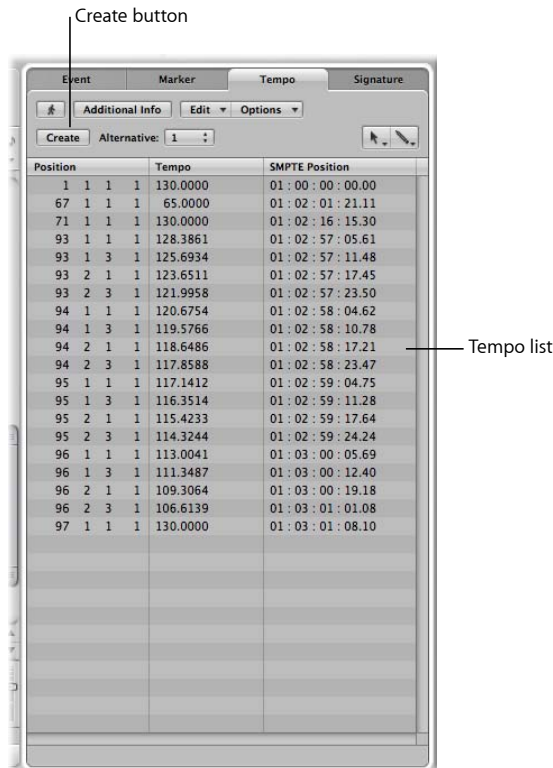 Create button
Event Marker Tempo Signature
Additional Info Edit Options
Create Alternative: 1
Position Tempo SMPTE Position
1 1 1 1 130.0000 01 : 00 : 00 : 00.00
67 1 1 1 65.0000 01 : 02 : 01 : 21.11
71 1 1 1 130.0000 01 : 02 : 16 : 15.30
93 1 1 1 128.3861 01 : 02 : 57 : 05.61
93 1 3 1 125.6934 01 : 02 : 57 : 11.48
93 2 1 1 123.6511 01 : 02 : 57 : 17.45
93 2 3 1 121.9958 01 : 02 : 57 : 23.50
94 1 1 1 120.6754 01 : 02 : 58 : 04.62
94 1 3 1 119.5766 01 : 02 : 58 : 10.78
94 2 1 1 118.6486 01 : 02 : 58 : 17.21
Tempo list
94 2 3 1 117.8588 01 : 02 : 58 : 23.47
95 1 1 1 117.1412 01 : 02 : 59 : 04.75
95 1 3 1 116.3514 01 : 02 : 59 : 11.28
95 2 1 1 115.4233 01 : 02 : 59 : 17.64
95 2 3 1 114.3244 01 : 02 : 59 : 24.24
96 1 1 1 113.0041 01 : 03 : 00 : 05.69
96 1 3 1 111.3487 01 : 03 : 00 : 12.40
96 2 1 1 109.3064 01 : 03 : 00 : 19.18
96 2 3 1 106.6139 01 : 03 : 01 : 01.08
97 1 1 1 130.0000 01 : 03 : 01 : 08.10